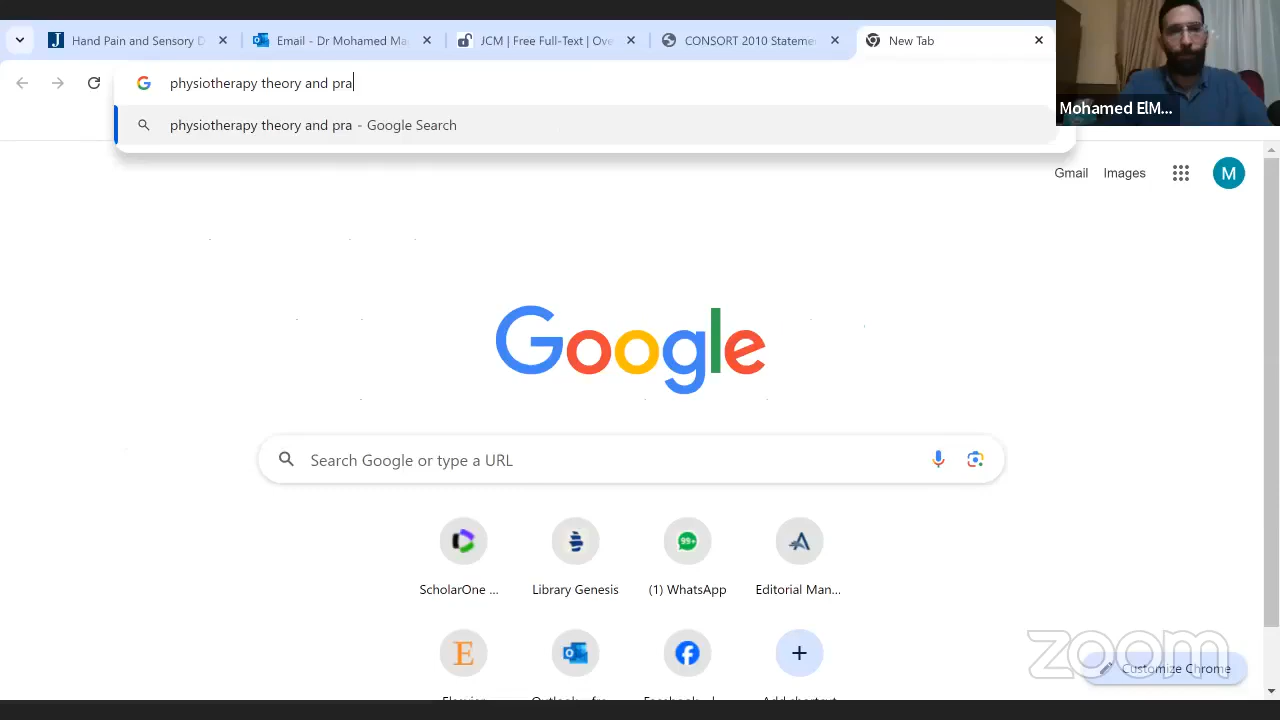 Hand Pain and Sensory D
Email - Dr Mohamed Ma
JCM | Free Full-Text | Ove
CONSORT 2010 Stateme
New Tab
physiotherapy theory and pra
physiotherapy theory and pra - Google Search
Mohamed ElM...
Gmail
Images
M
Google
Search Google or type a URL
99+
ScholarOne ...
Library Genesis
(1) WhatsApp
Editorial Man...
E
zoom
Customize Chrome